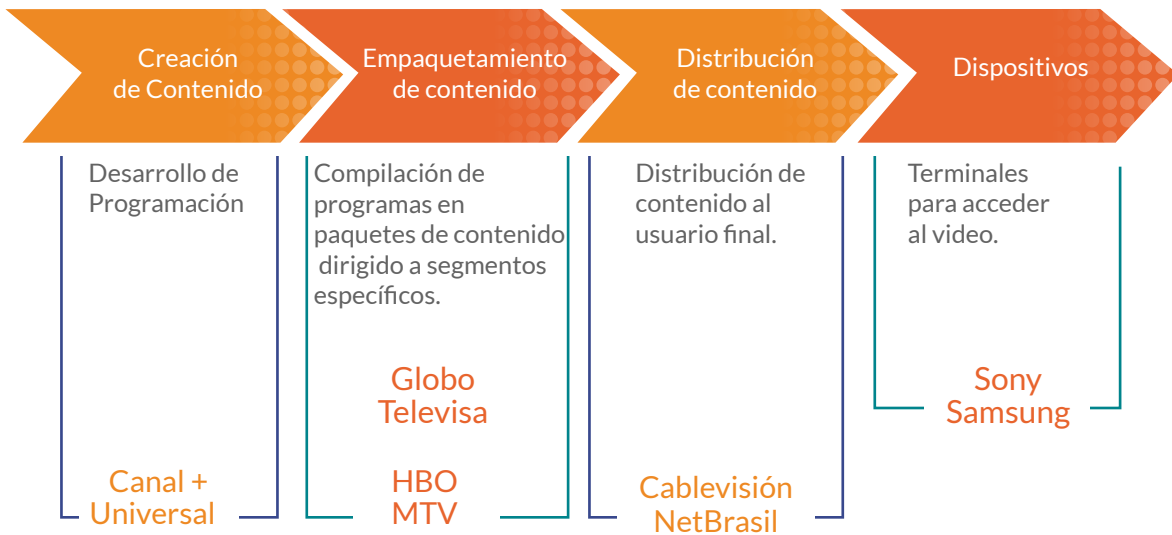 Creación
de Contenido
Desarrollo de
Programación
Canal +
Universal
Empaquetamiento
de contenido
Compilación de
programas en
paquetes de contenido
dirigido a segmentos
específicos.
Globo
Televisa
HBO
MTV
Distribución
de contenido
Distribución de
contenido al
usuario final.
Cablevisión
NetBrasil
Dispositivos
Terminales
para acceder
al video.
Sony
Samsung